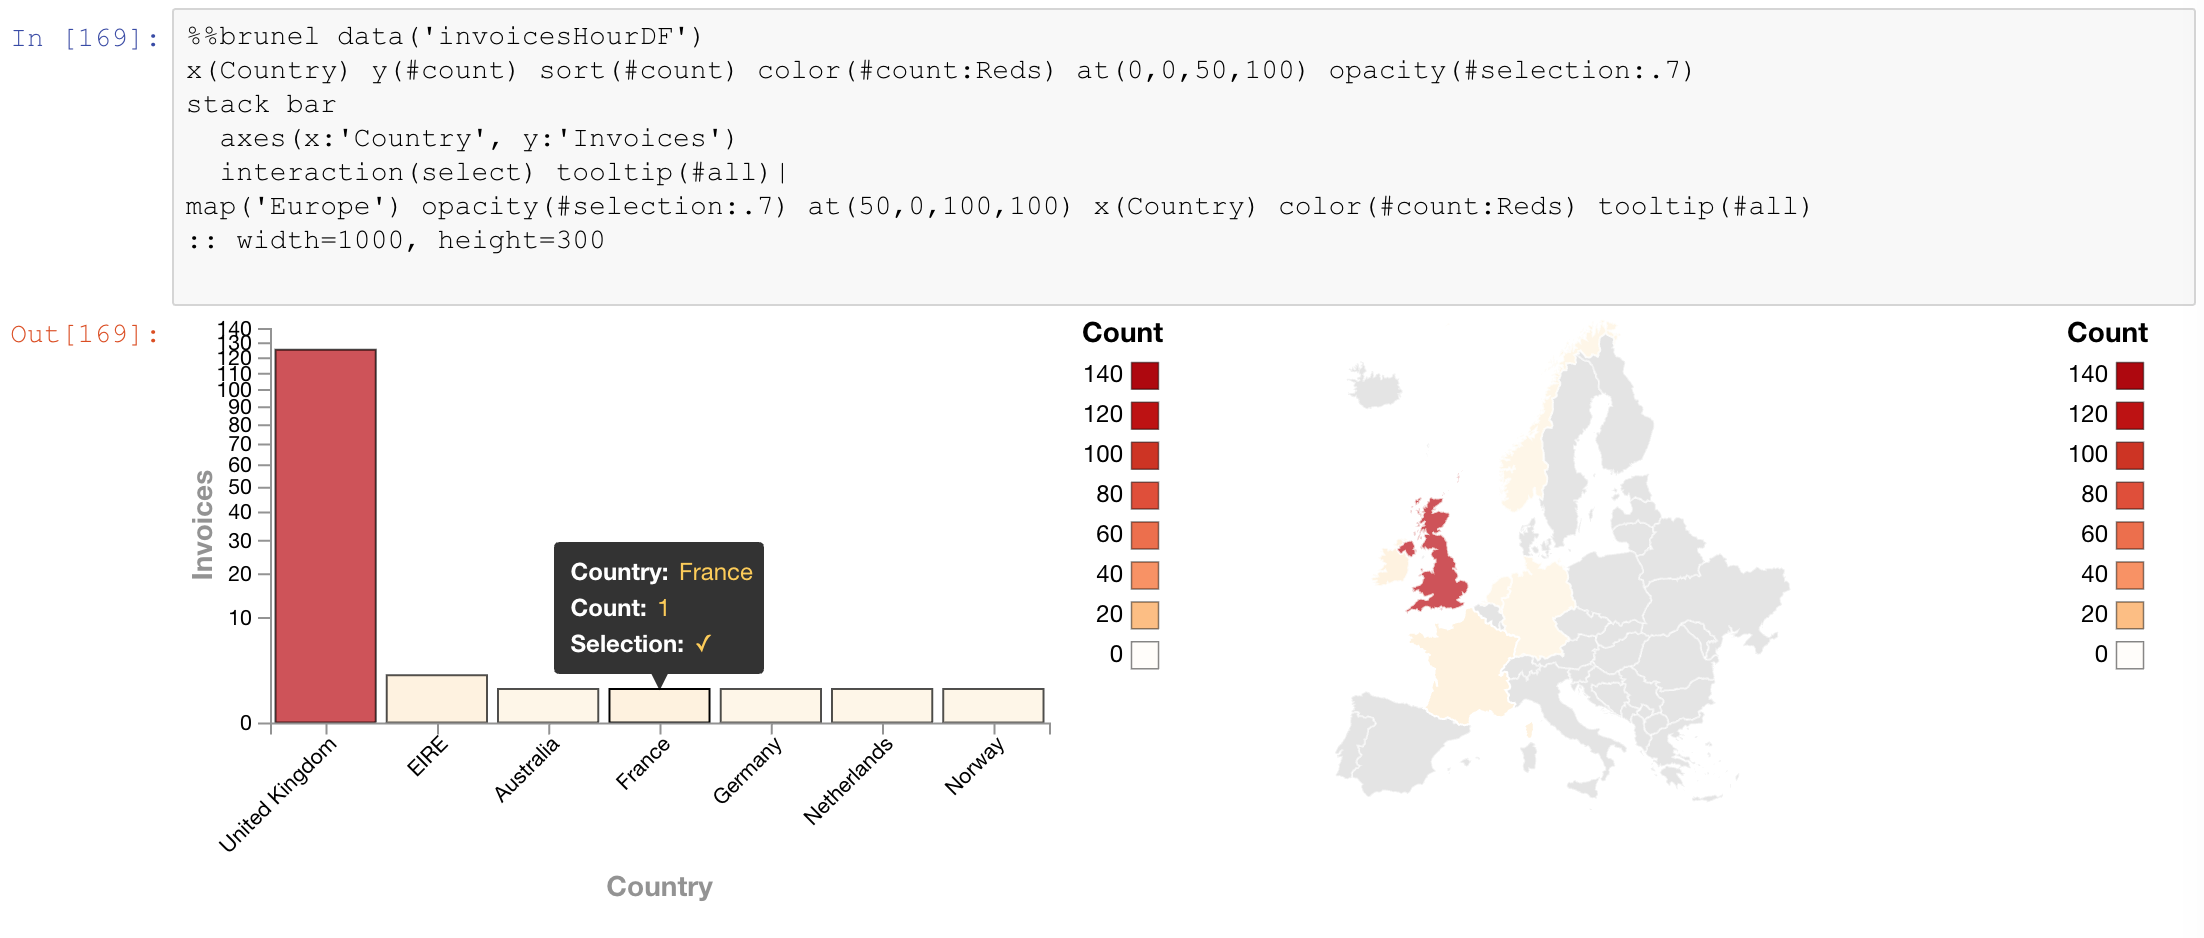 In [169]:
%%brunel data('invoicesHourDF')
x(Country) y(#count) sort(#count) color(#count:Reds) at(0,0,50,100) opacity(#selection:.7)
stack bar
  axes(x:'Country', y:'Invoices')
  interaction(select) tooltip(#all)|
map('Europe') opacity(#selection:.7) at(50,0,100,100) x(Country) color(#count:Reds) tooltip(#all)
:: width=1000, height=300
Out[169]:
Invoices
140
130
120
110
100
90
80
70
60
50
40
30
20
10
0
Country: France
Count: 1
Selection: ✓
United Kingdom
EIRE
Australia
France
Germany
Netherlands
Norway
Country
Count
140
120
100
80
60
40
20
0
Count
140
120
100
80
60
40
20
0